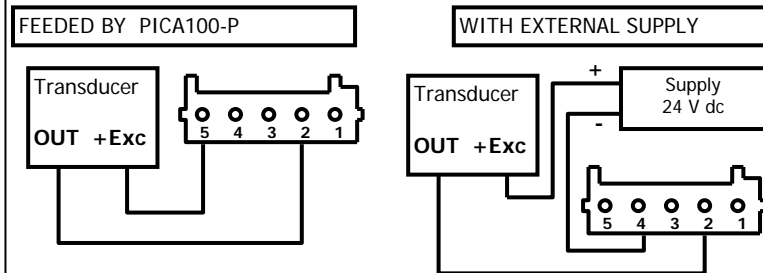 FEEDED BY PICA100-P
Transducer
OUT +Exc
5 4 3 2 1
WITH EXTERNAL SUPPLY
Transducer
OUT +Exc
+
-
Supply
24 V dc
5 4 3 2 1